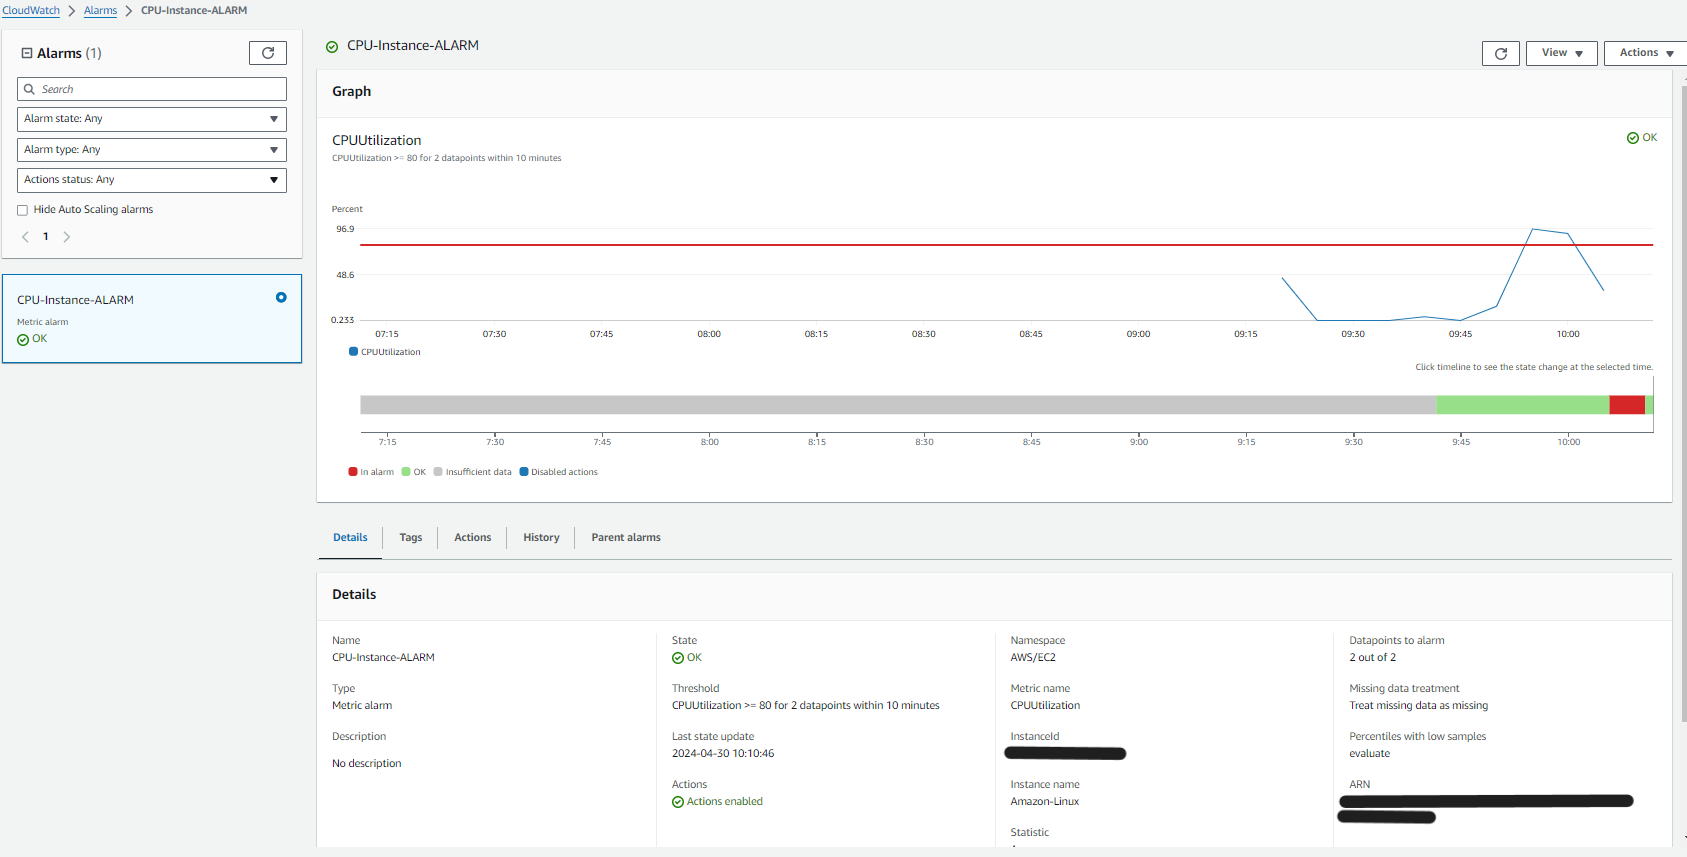 CloudWatch > Alarms > CPU-Instance-ALARM
Alarms (1)
Search
Alarm state: Any
Alarm type: Any
Actions status: Any
Hide Auto Scaling alarms
1
CPU-Instance-ALARM
Metric alarm
OK
CPU-Instance-ALARM
View
Actions
Graph
CPUUtilization
OK
CPUUtilization >= 80 for 2 datapoints within 10 minutes
Percent
96.9
48.6
0.233
07:15 07:30 07:45 08:00 08:15 08:30 08:45 09:00 09:15 09:30 09:45 10:00
CPUUtilization
Click timeline to see the state change at the selected time.
7:15 7:30 7:45 8:00 8:15 8:30 8:45 9:00 9:15 9:30 9:45 10:00
In alarm OK Insufficient data Disabled actions
Details Tags Actions History Parent alarms
Details
Name
CPU-Instance-ALARM
Type
Metric alarm
Description
No description
State
OK
Threshold
CPUUtilization >= 80 for 2 datapoints within 10 minutes
Last state update
2024-04-30 10:10:46
Actions
Actions enabled
Namespace
AWS/EC2
Metric name
CPUUtilization
InstanceId
Instance name
Amazon-Linux
Statistic
Datapoints to alarm
2 out of 2
Missing data treatment
Treat missing data as missing
Percentiles with low samples
evaluate
ARN